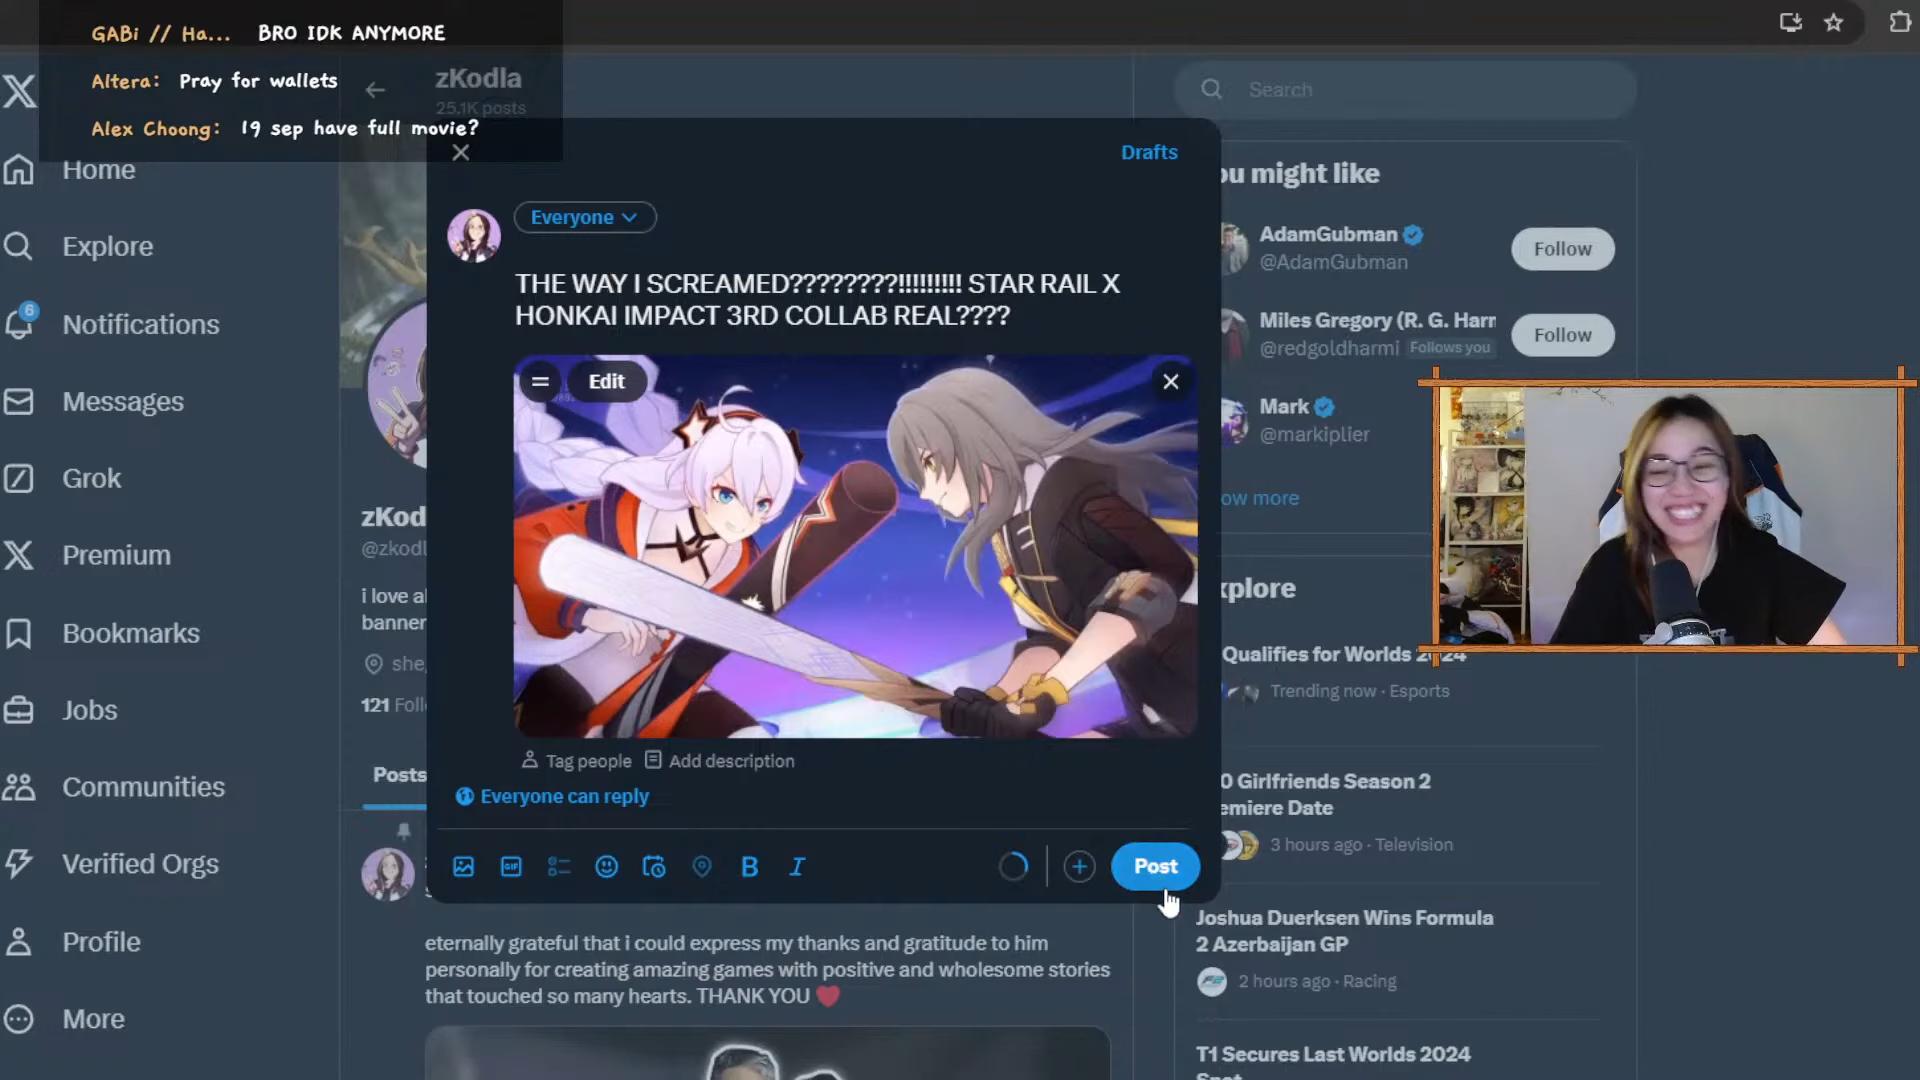 GABi // Ha... BRO IDK ANYMORE
Altera: Pray for wallets
Alex Choong: 19 sep have full movie?
Home
Explore
6
Notifications
Messages
Grok
Premium
Bookmarks
Jobs
Communities
Verified Orgs
Profile
More
zKodla
25.1K posts
Drafts
Everyone
THE WAY I SCREAMED????????!!!!!!!!! STAR RAIL X
HONKAI IMPACT 3RD COLLAB REAL????
Edit
Tag people
Add description
Everyone can reply
GIF
B I
Post
zKod
@zkodl
i love a
banner
she,
121 Foll
Posts
eternally grateful that i could express my thanks and gratitude to him
personally for creating amazing games with positive and wholesome stories
that touched so many hearts. THANK YOU ❤️
Search
ou might like
AdamGubman
@AdamGubman
Follow
Miles Gregory (R. G. Harn
@redgoldharmi Follows you
Follow
Mark
@markiplier
ow more
xplore
Qualifies for Worlds 2024
Trending now · Esports
0 Girlfriends Season 2
emiere Date
3 hours ago · Television
Joshua Duerksen Wins Formula
2 Azerbaijan GP
2 hours ago · Racing
T1 Secures Last Worlds 2024